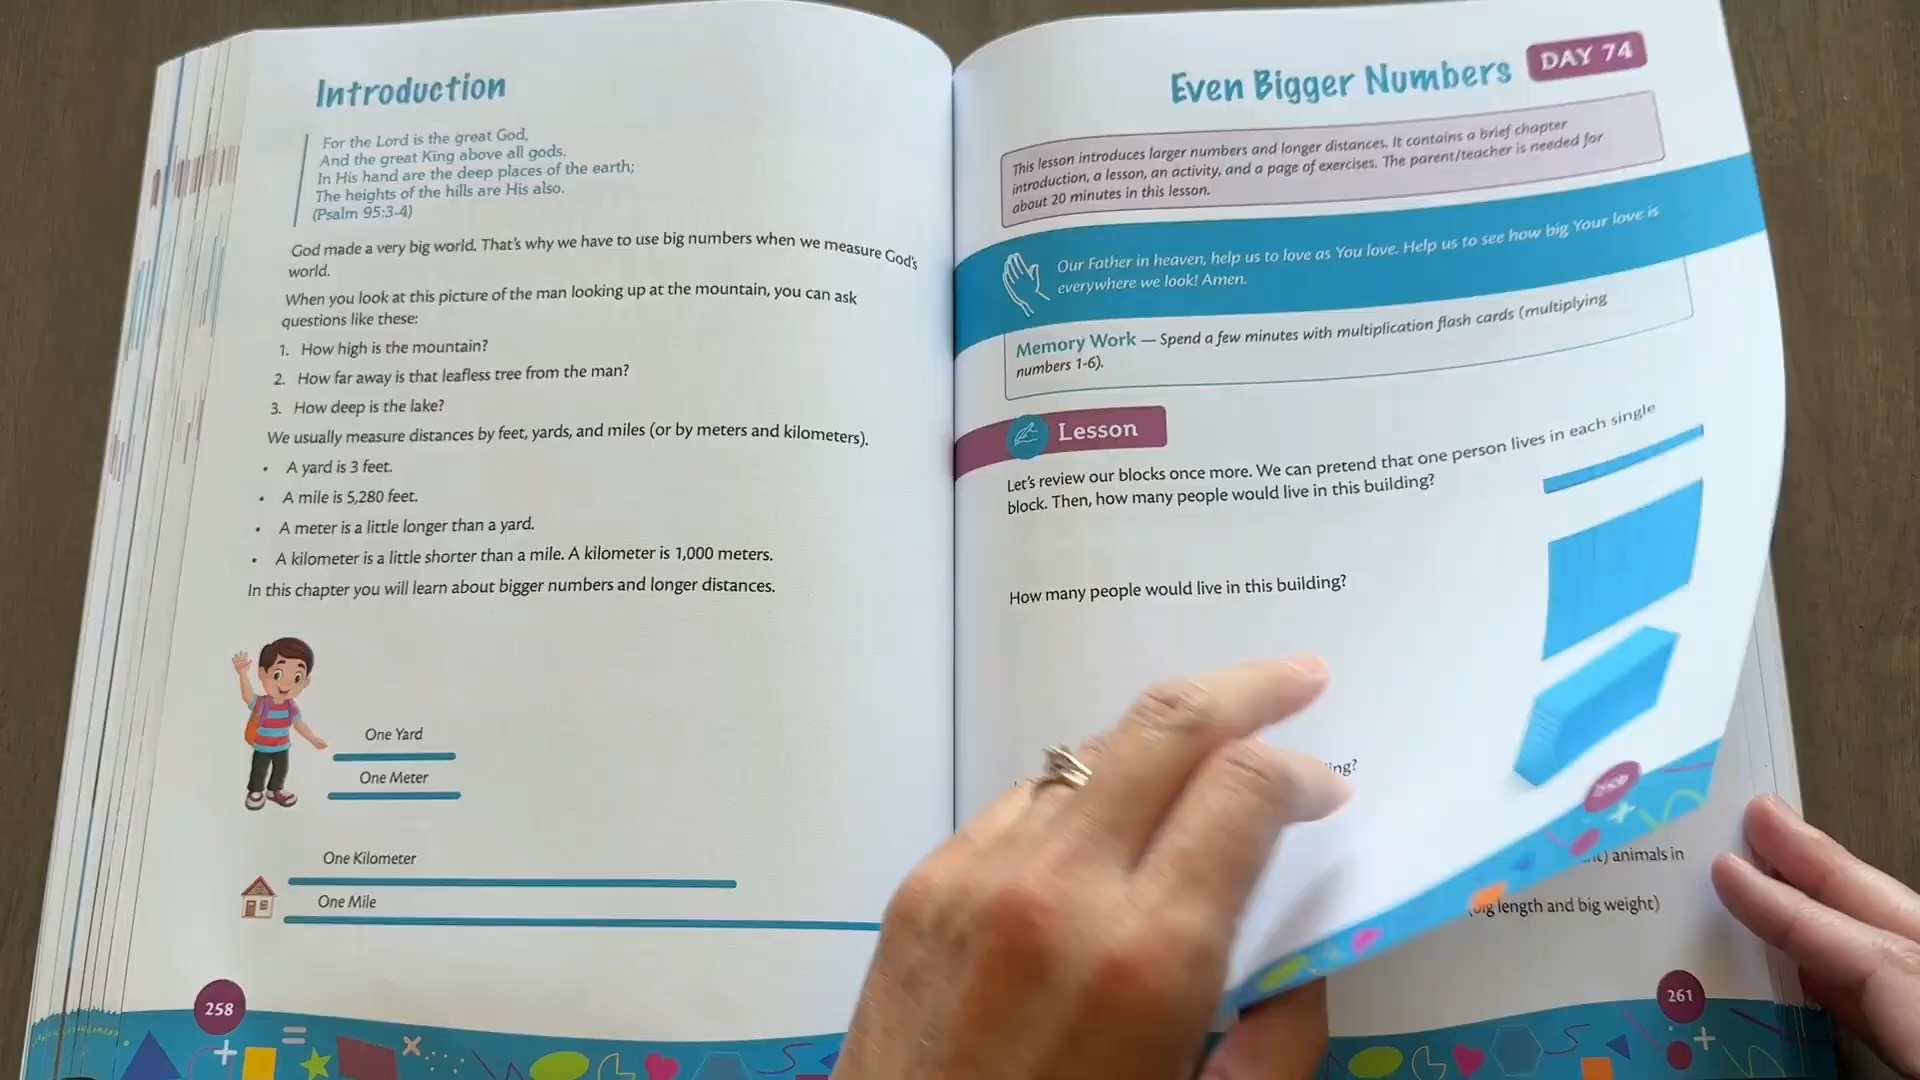 Introduction
For the Lord is the great God,
And the great King above all gods.
In His hand are the deep places of the earth;
The heights of the hills are His also.
(Psalm 95:3-4)
God made a very big world. That's why we have to use big numbers when we measure God's
world.
When you look at this picture of the man looking up at the mountain, you can ask
questions like these:
1. How high is the mountain?
2. How far away is that leafless tree from the man?
3. How deep is the lake?
We usually measure distances by feet, yards, and miles (or by meters and kilometers).
• A yard is 3 feet.
• A mile is 5,280 feet.
• A meter is a little longer than a yard.
• A kilometer is a little shorter than a mile. A kilometer is 1,000 meters.
In this chapter you will learn about bigger numbers and longer distances.
One Yard
One Meter
One Kilometer
One Mile
258
Even Bigger Numbers DAY 74
This lesson introduces larger numbers and longer distances. It contains a brief chapter
introduction, a lesson, an activity, and a page of exercises. The parent/teacher is needed for
about 20 minutes in this lesson.
Our Father in heaven, help us to love as You love. Help us to see how big Your love is
everywhere we look! Amen.
Memory Work — Spend a few minutes with multiplication flash cards (multiplying
numbers 1-6).
Lesson
Let's review our blocks once more. We can pretend that one person lives in each single
block. Then, how many people would live in this building?
How many people would live in this building?
ing?
animals in
big length and big weight)
261